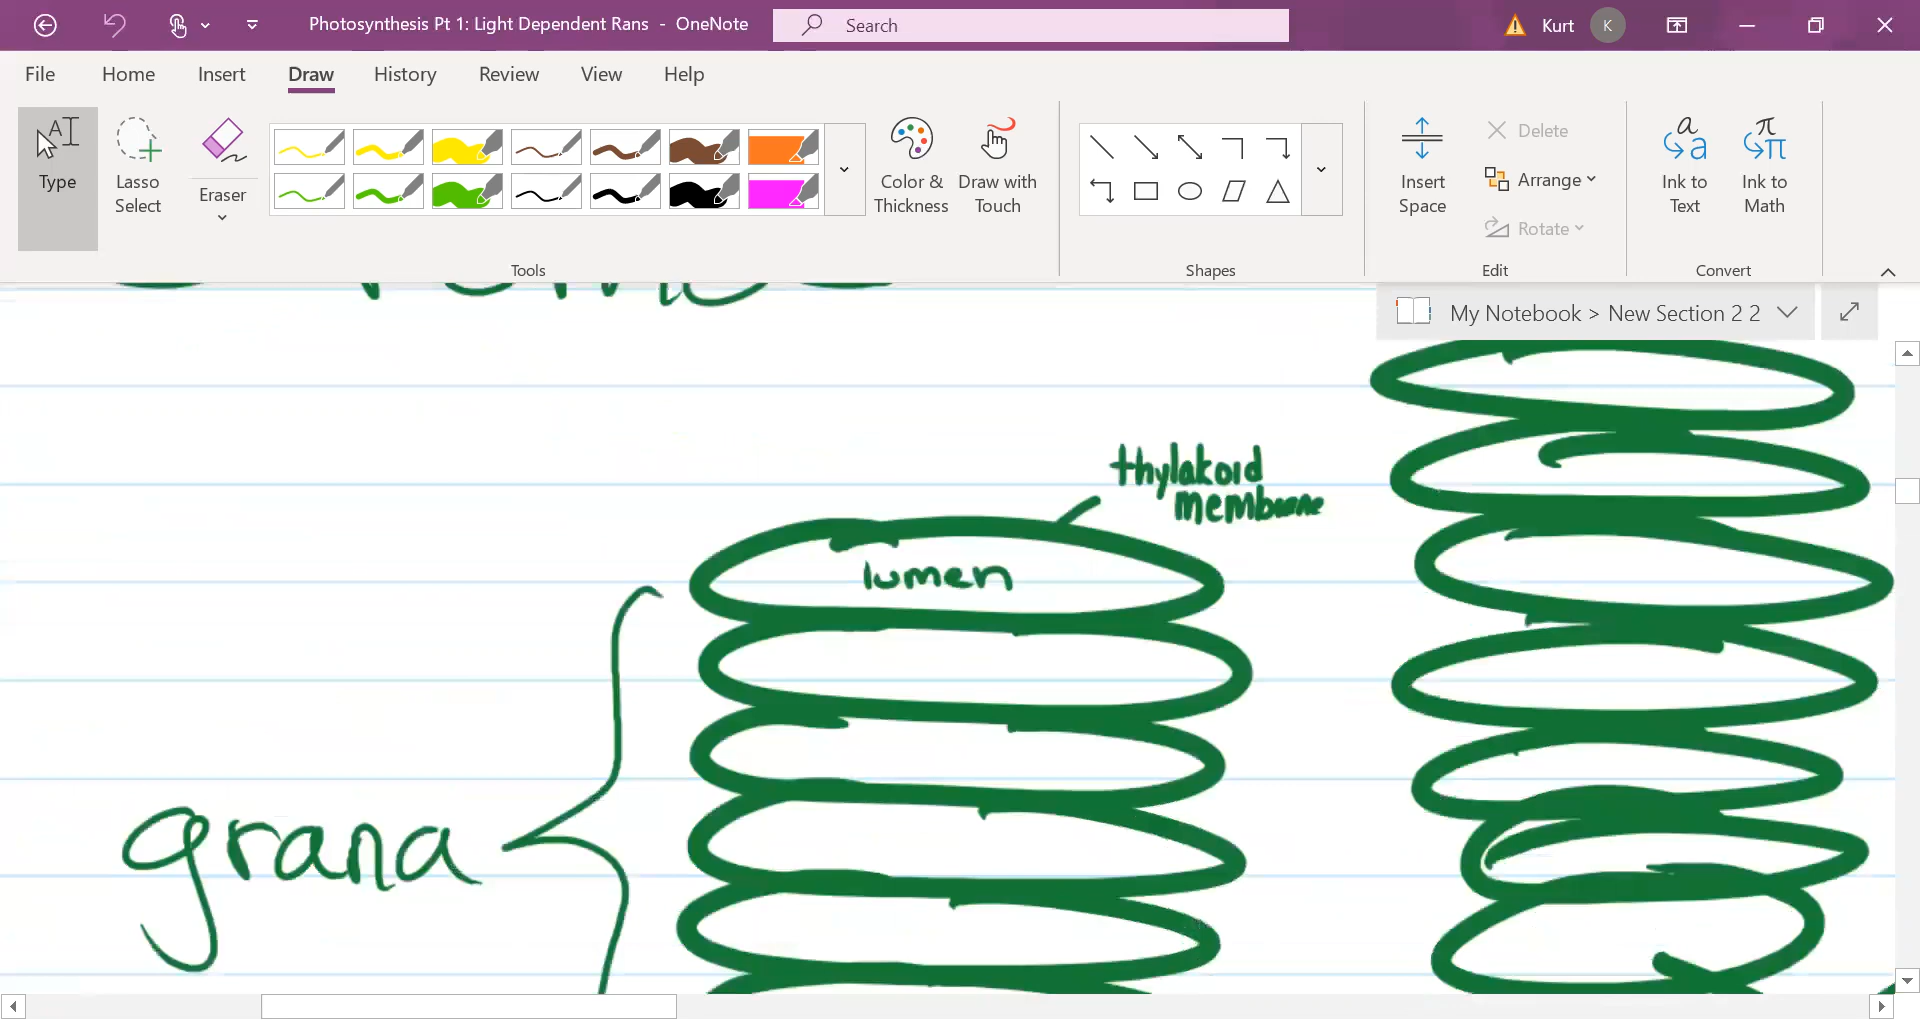 Photosynthesis Pt 1: Light Dependent Rxns - OneNote
Search
Kurt
K
File Home Insert Draw History Review View Help
Type
Lasso Select
Eraser
Color & Thickness
Draw with Touch
Insert Space
Delete
Arrange
Rotate
Ink to Text
Ink to Math
Tools
Shapes
Edit
Convert
My Notebook > New Section 2 2
thylakoid
membrane
lumen
grana